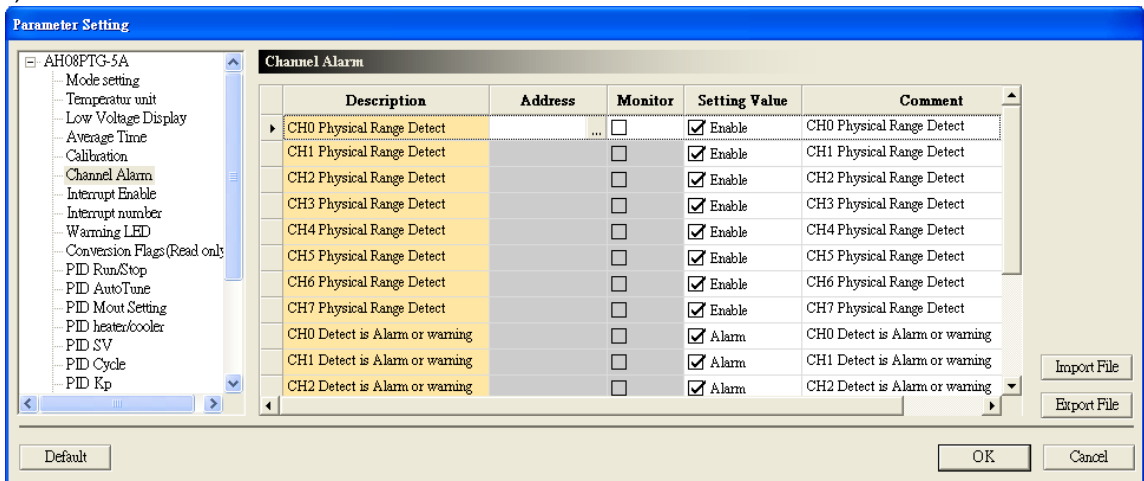 Parameter Setting
AH08PTG-5A
Mode setting
Temperatur unit
Low Voltage Display
Average Time
Calibration
Channel Alarm
Interrupt Enable
Interrupt number
Warning LED
Conversion Flags(Read only
PID Run/Stop
PID AutoTune
PID Mout Setting
PID heater/cooler
PID SV
PID Cycle
PID Kp
Channel Alarm
Description Address Monitor Setting Value Comment
CH0 Physical Range Detect ... Enable CH0 Physical Range Detect
CH1 Physical Range Detect Enable CH1 Physical Range Detect
CH2 Physical Range Detect Enable CH2 Physical Range Detect
CH3 Physical Range Detect Enable CH3 Physical Range Detect
CH4 Physical Range Detect Enable CH4 Physical Range Detect
CH5 Physical Range Detect Enable CH5 Physical Range Detect
CH6 Physical Range Detect Enable CH6 Physical Range Detect
CH7 Physical Range Detect Enable CH7 Physical Range Detect
CH0 Detect is Alarm or warning Alarm CH0 Detect is Alarm or warning
CH1 Detect is Alarm or warning Alarm CH1 Detect is Alarm or warning
CH2 Detect is Alarm or warning Alarm CH2 Detect is Alarm or warning
Import File
Export File
Default OK Cancel